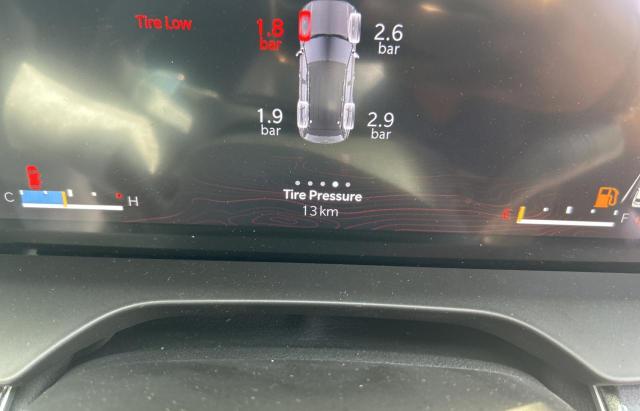 Tire Low
1.8
bar
2.6
bar
1.9
bar
2.9
bar
C
H
Tire Pressure
13 km
E
F